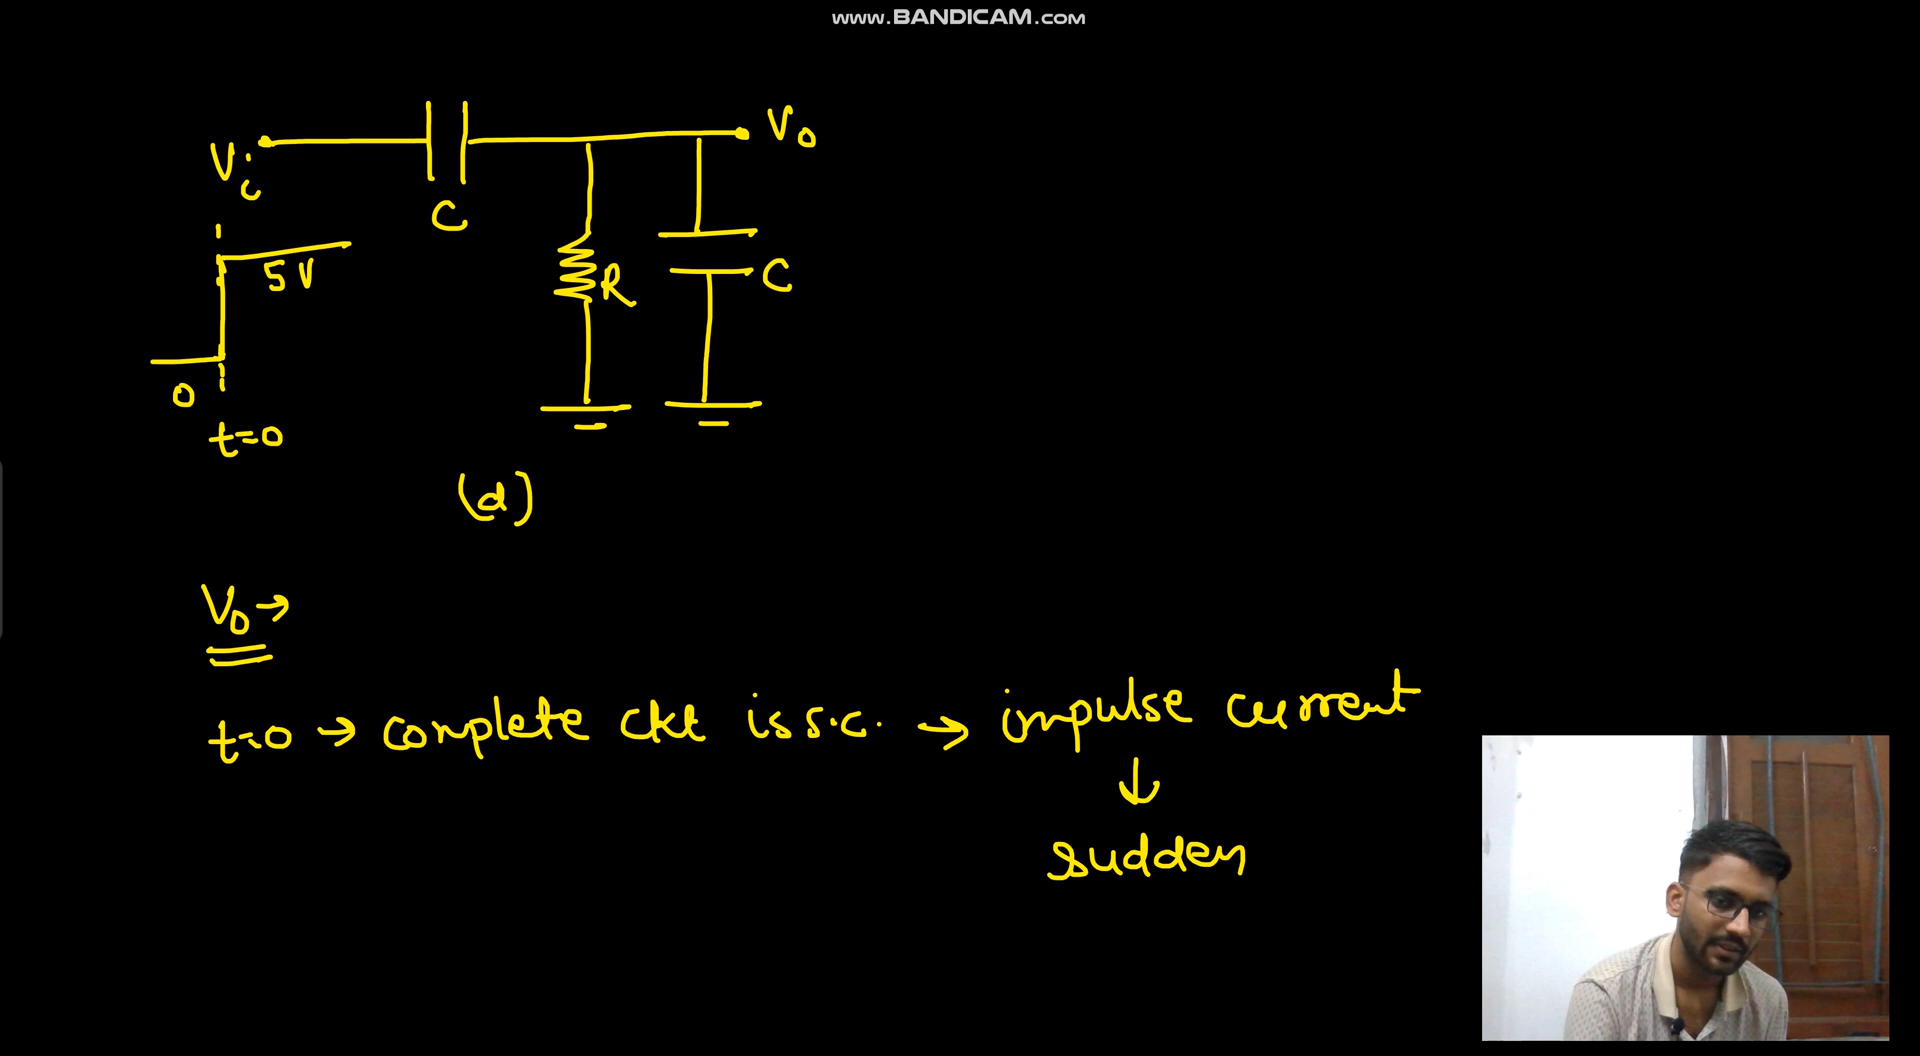 www.BANDICAM.com
Vi
C
Vo
5V
R
C
0
t=0
(d)
Vo →
t=0 → complete ckt is s.c. → impulse current
↓
sudden